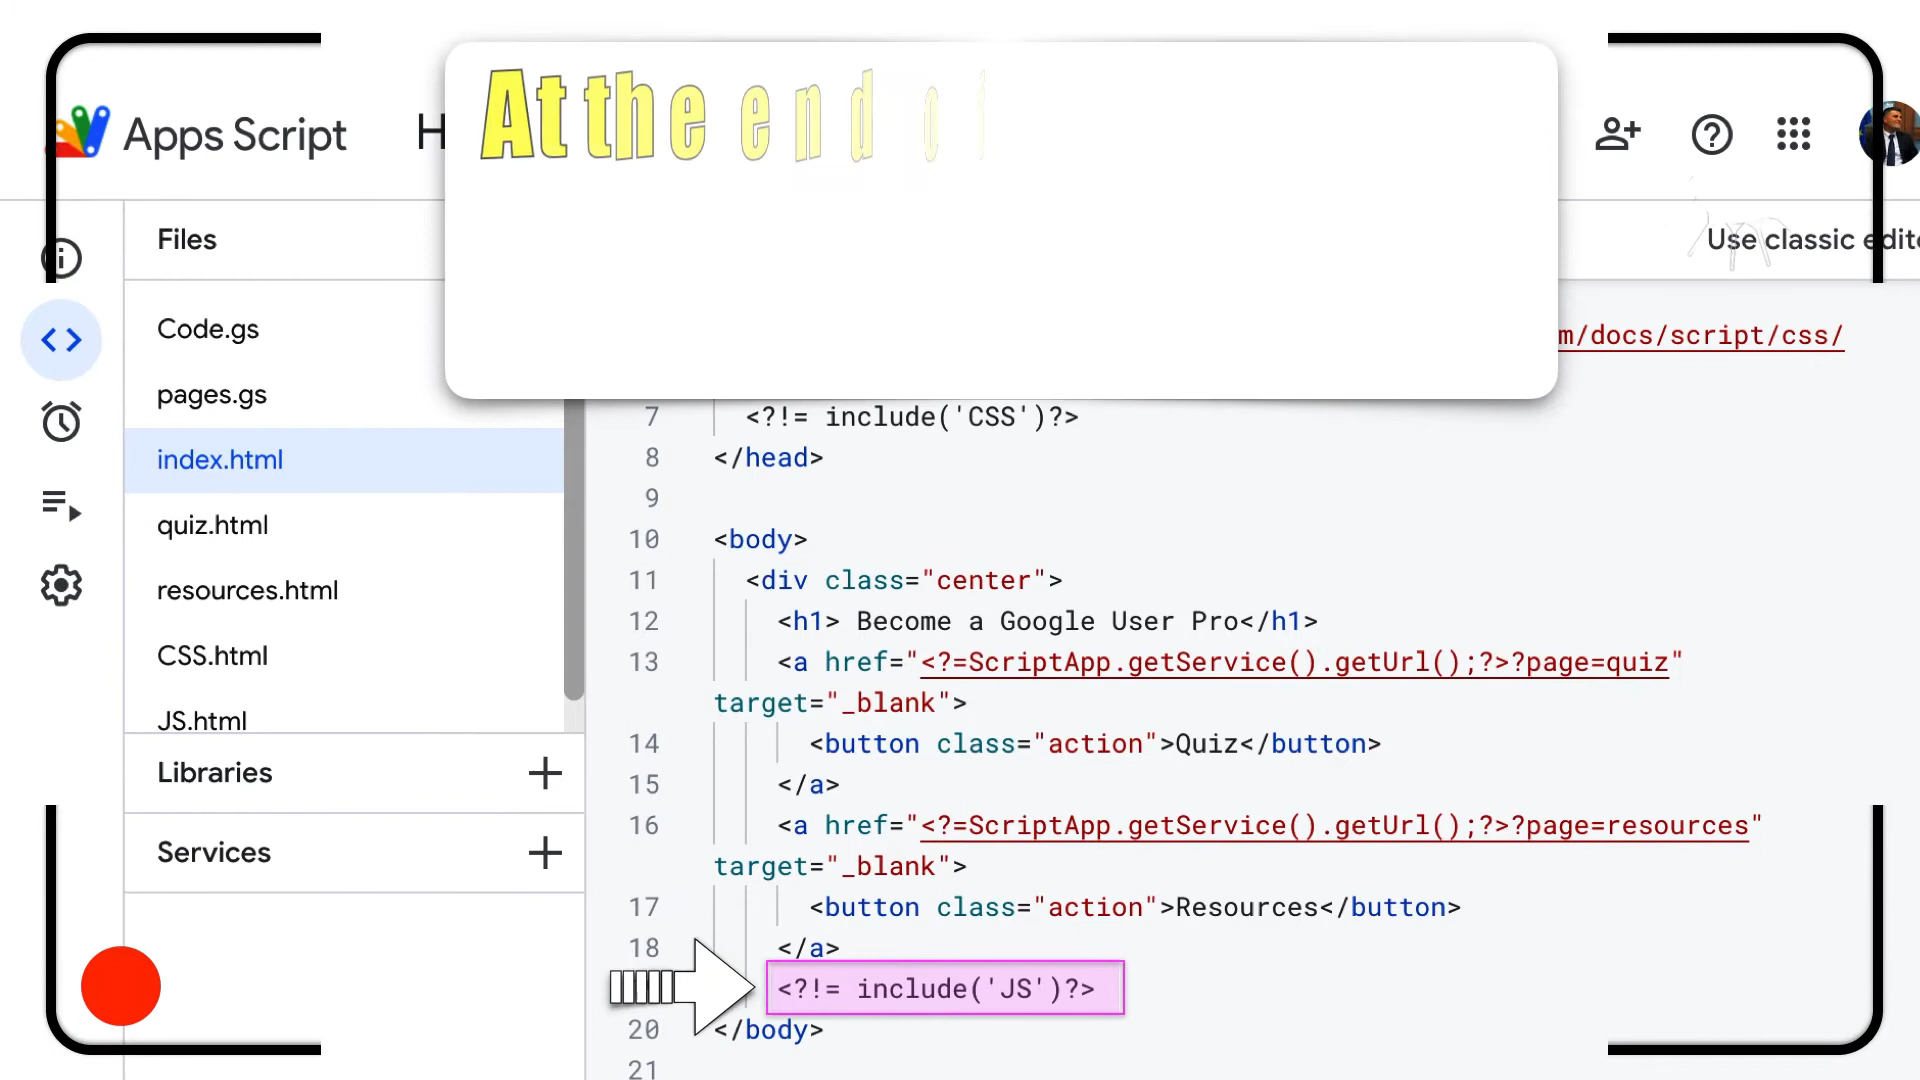 At the end of
Apps Script
H
Use classic edit
Files
Code.gs
pages.gs
index.html
quiz.html
resources.html
CSS.html
JS.html
Libraries
Services
m/docs/script/css/
7 <?!= include('CSS')?>
8 </head>
9
10 <body>
11 <div class="center">
12 <h1> Become a Google User Pro</h1>
13 <a href="<?=ScriptApp.getService().getUrl();?>?page=quiz"
target="_blank">
14 <button class="action">Quiz</button>
15 </a>
16 <a href="<?=ScriptApp.getService().getUrl();?>?page=resources"
target="_blank">
17 <button class="action">Resources</button>
18 </a>
<?!= include('JS')?>
20 </body>
21